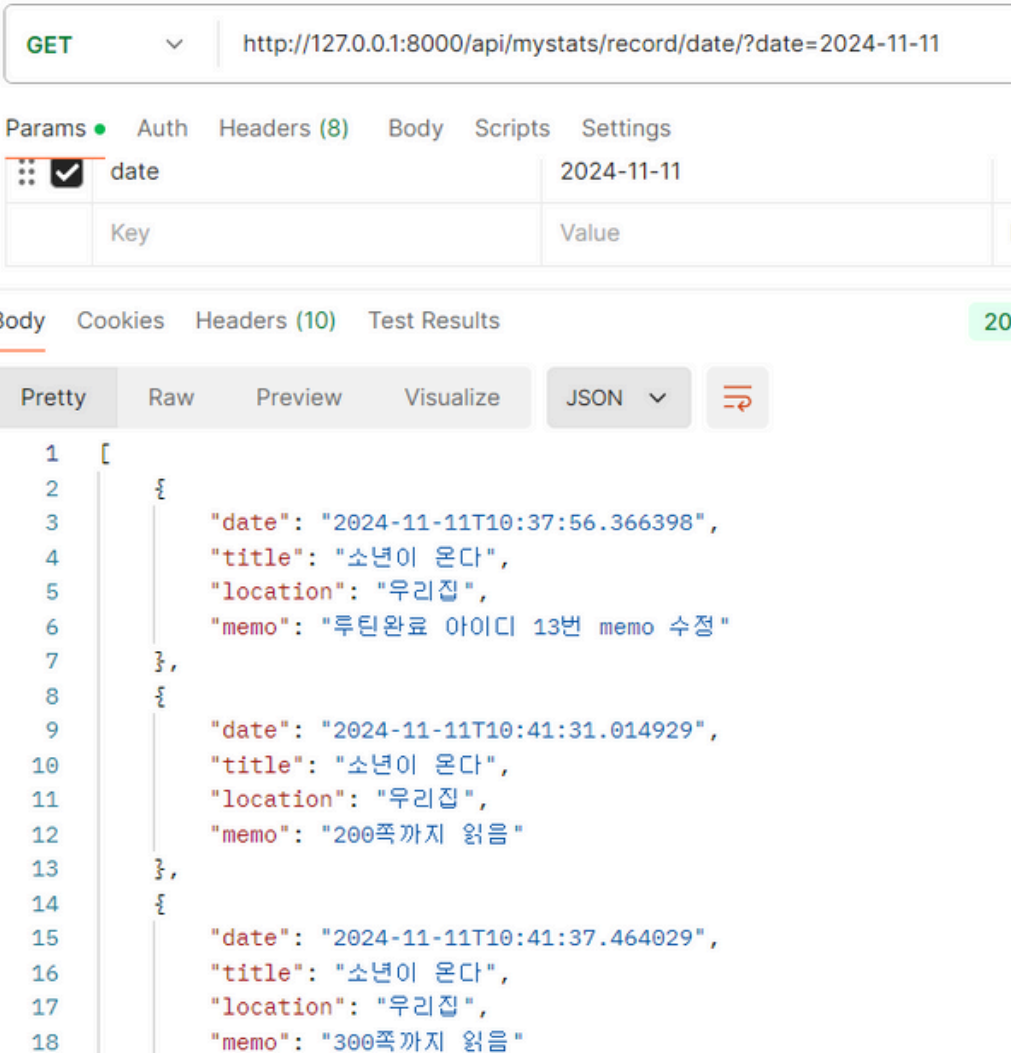 GET http://127.0.0.1:8000/api/mystats/record/date/?date=2024-11-11
Params Auth Headers (8) Body Scripts Settings
date 2024-11-11
Key Value
Body Cookies Headers (10) Test Results 20
Pretty Raw Preview Visualize JSON
1 [
2 {
3 "date": "2024-11-11T10:37:56.366398",
4 "title": "소년이 온다",
5 "location": "우리집",
6 "memo": "루틴완료 아이디 13번 memo 수정"
7 },
8 {
9 "date": "2024-11-11T10:41:31.014929",
10 "title": "소년이 온다",
11 "location": "우리집",
12 "memo": "200쪽까지 읽음"
13 },
14 {
15 "date": "2024-11-11T10:41:37.464029",
16 "title": "소년이 온다",
17 "location": "우리집",
18 "memo": "300쪽까지 읽음"